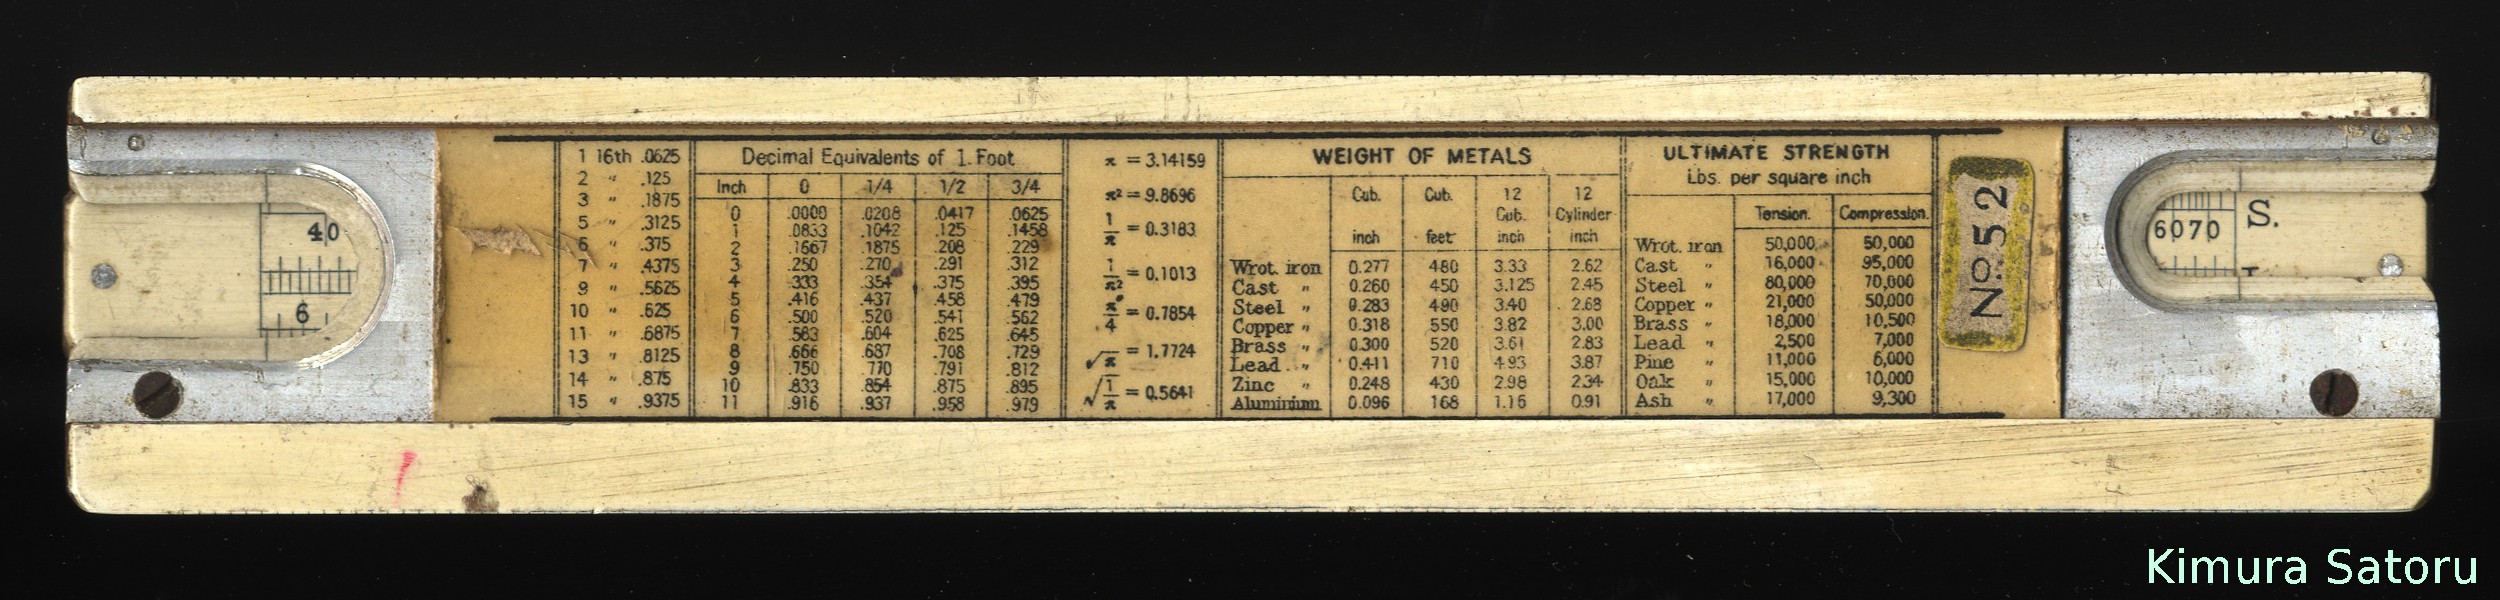 40
6
1 16th .0625
2 " .125
3 " .1875
5 " .3125
6 " .375
7 " .4375
9 " .5625
10 " .625
11 " .6875
13 " .8125
14 " .875
15 " .9375
Decimal Equivalents of 1 Foot
Inch 0 1/4 1/2 3/4
0 .0000 .0208 .0417 .0625
1 .0833 .1042 .125 .1458
2 .1667 .1875 .208 .229
3 .250 .270 .291 .312
4 .333 .354 .375 .395
5 .416 .437 .458 .479
6 .500 .520 .541 .562
7 .583 .604 .625 .645
8 .666 .687 .708 .729
9 .750 .770 .791 .812
10 .833 .854 .875 .895
11 .916 .937 .958 .979
π = 3.14159
π² = 9.8696
1/π = 0.3183
1/π² = 0.1013
π/4 = 0.7854
√π = 1.7724
√1/π = 0.5641
WEIGHT OF METALS
Cub. inch Cub. feet 12 Cub. inch 12 Cylinder inch
Wrot. iron 0.277 480 3.33 2.62
Cast " 0.260 450 3.125 2.45
Steel " 0.283 490 3.40 2.68
Copper " 0.318 550 3.82 3.00
Brass " 0.300 520 3.61 2.83
Lead " 0.411 710 4.93 3.87
Zinc " 0.248 430 2.98 2.34
Aluminium 0.096 168 1.16 0.91
ULTIMATE STRENGTH
Lbs. per square inch
Tension. Compression.
Wrot. iron 50,000 50,000
Cast " 16,000 95,000
Steel " 80,000 70,000
Copper " 21,000 50,000
Brass " 18,000 10,500
Lead " 2,500 7,000
Pine " 11,000 6,000
Oak " 15,000 10,000
Ash " 17,000 9,300
No. 52
6070
S.
Kimura Satoru